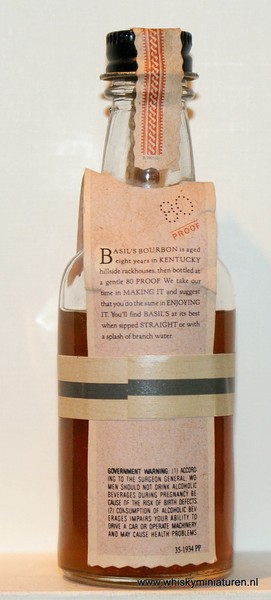 80
PROOF
BASIL'S BOURBON is aged
eight years in KENTUCKY
hillside rackhouses, then bottled at
a gentle 80 PROOF. We take our
time in MAKING IT and suggest
that you do the same in ENJOYING
IT. You'll find BASIL'S at its best
when sipped STRAIGHT or with
a splash of branch water.
GOVERNMENT WARNING: (1) ACCORD
ING TO THE SURGEON GENERAL, WO
MEN SHOULD NOT DRINK ALCOHOLIC
BEVERAGES DURING PREGNANCY BE
CAUSE OF THE RISK OF BIRTH DEFECTS.
(2) CONSUMPTION OF ALCOHOLIC BEV
ERAGES IMPAIRS YOUR ABILITY TO
DRIVE A CAR OR OPERATE MACHINERY,
AND MAY CAUSE HEALTH PROBLEMS.
35-1934 PP
www.whiskyminiaturen.nl